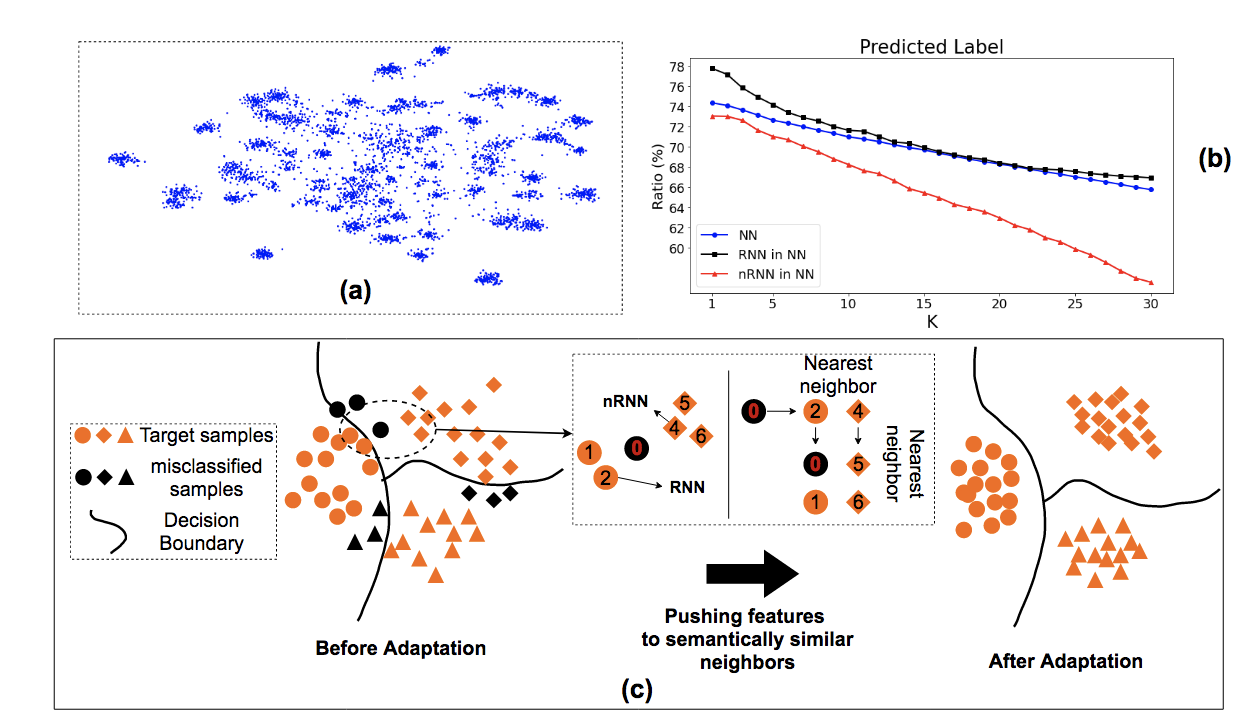 (a)
Predicted Label
78
76
74
72
70
68
66
64
62
60
Ratio (%)
NN
RNN in NN
nRNN in NN
1
5
10
15
20
25
30
K
(b)
Target samples
misclassified
samples
Decision
Boundary
Before Adaptation
nRNN
5
4
6
1
0
2
RNN
Nearest
neighbor
0
2
4
0
5
1
6
Nearest
neighbor
Pushing features
to semantically similar
neighbors
After Adaptation
(c)